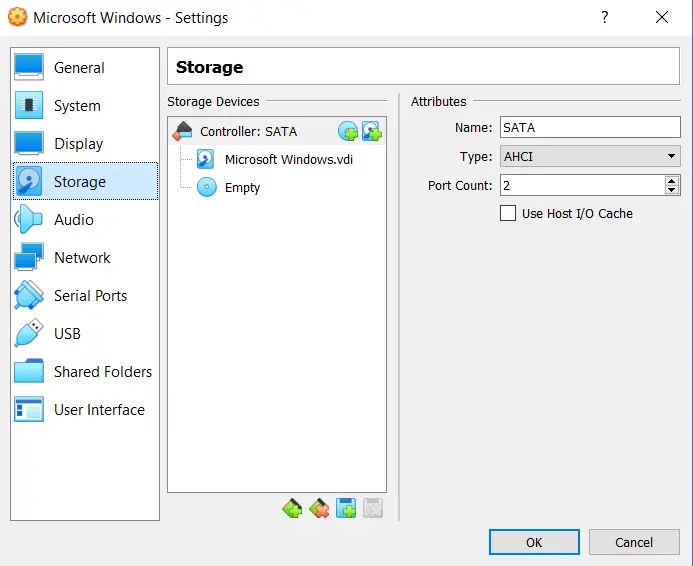 Microsoft Windows - Settings
?
General
System
Display
Storage
Audio
Network
Serial Ports
USB
Shared Folders
User Interface
Storage
Storage Devices
Controller: SATA
Microsoft Windows.vdi
Empty
Attributes
Name: SATA
Type: AHCI
Port Count: 2
Use Host I/O Cache
OK
Cancel